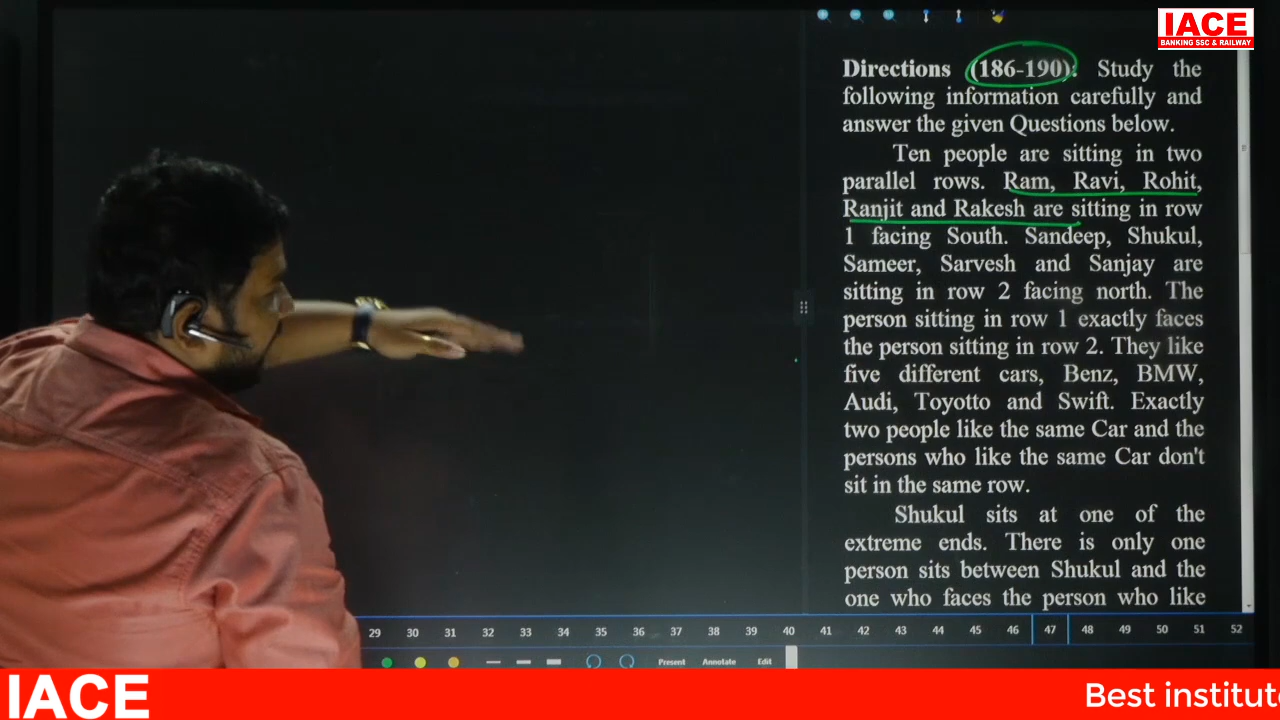 IACE
BANKING SSC & RAILWAY
Directions (186-190): Study the
following information carefully and
answer the given Questions below.
Ten people are sitting in two
parallel rows. Ram, Ravi, Rohit,
Ranjit and Rakesh are sitting in row
1 facing South. Sandeep, Shukul,
Sameer, Sarvesh and Sanjay are
sitting in row 2 facing north. The
person sitting in row 1 exactly faces
the person sitting in row 2. They like
five different cars, Benz, BMW,
Audi, Toyotto and Swift. Exactly
two people like the same Car and the
persons who like the same Car don't
sit in the same row.
Shukul sits at one of the
extreme ends. There is only one
person sits between Shukul and the
one who faces the person who like
29 30 31 32 33 34 35 36 37 38 39 40 41 42 43 44 45 46 47 48 49 50 51 52
Present Annotate Edit
IACE
Best institute